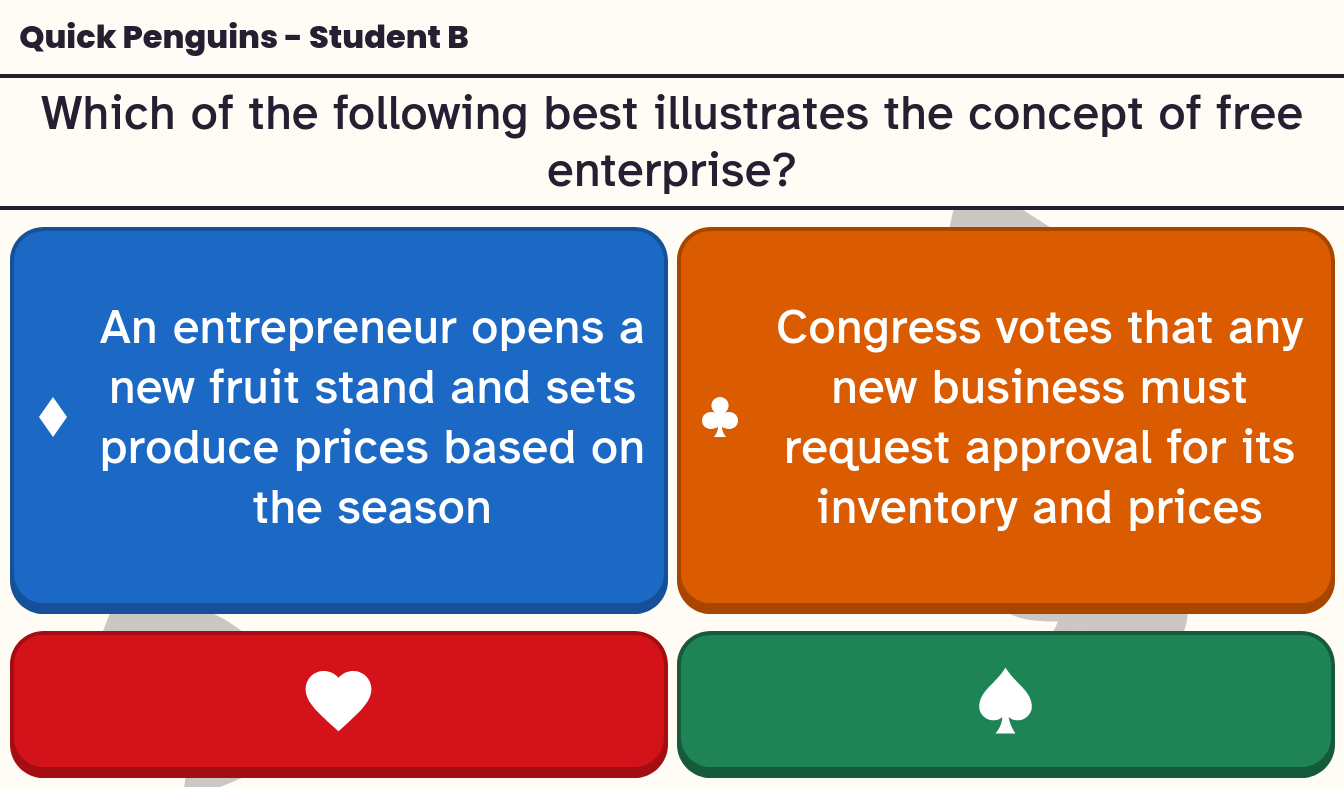 Quick Penguins – Student B
Which of the following best illustrates the concept of free
enterprise?
An entrepreneur opens a
new fruit stand and sets
produce prices based on
the season
Congress votes that any
new business must
request approval for its
inventory and prices